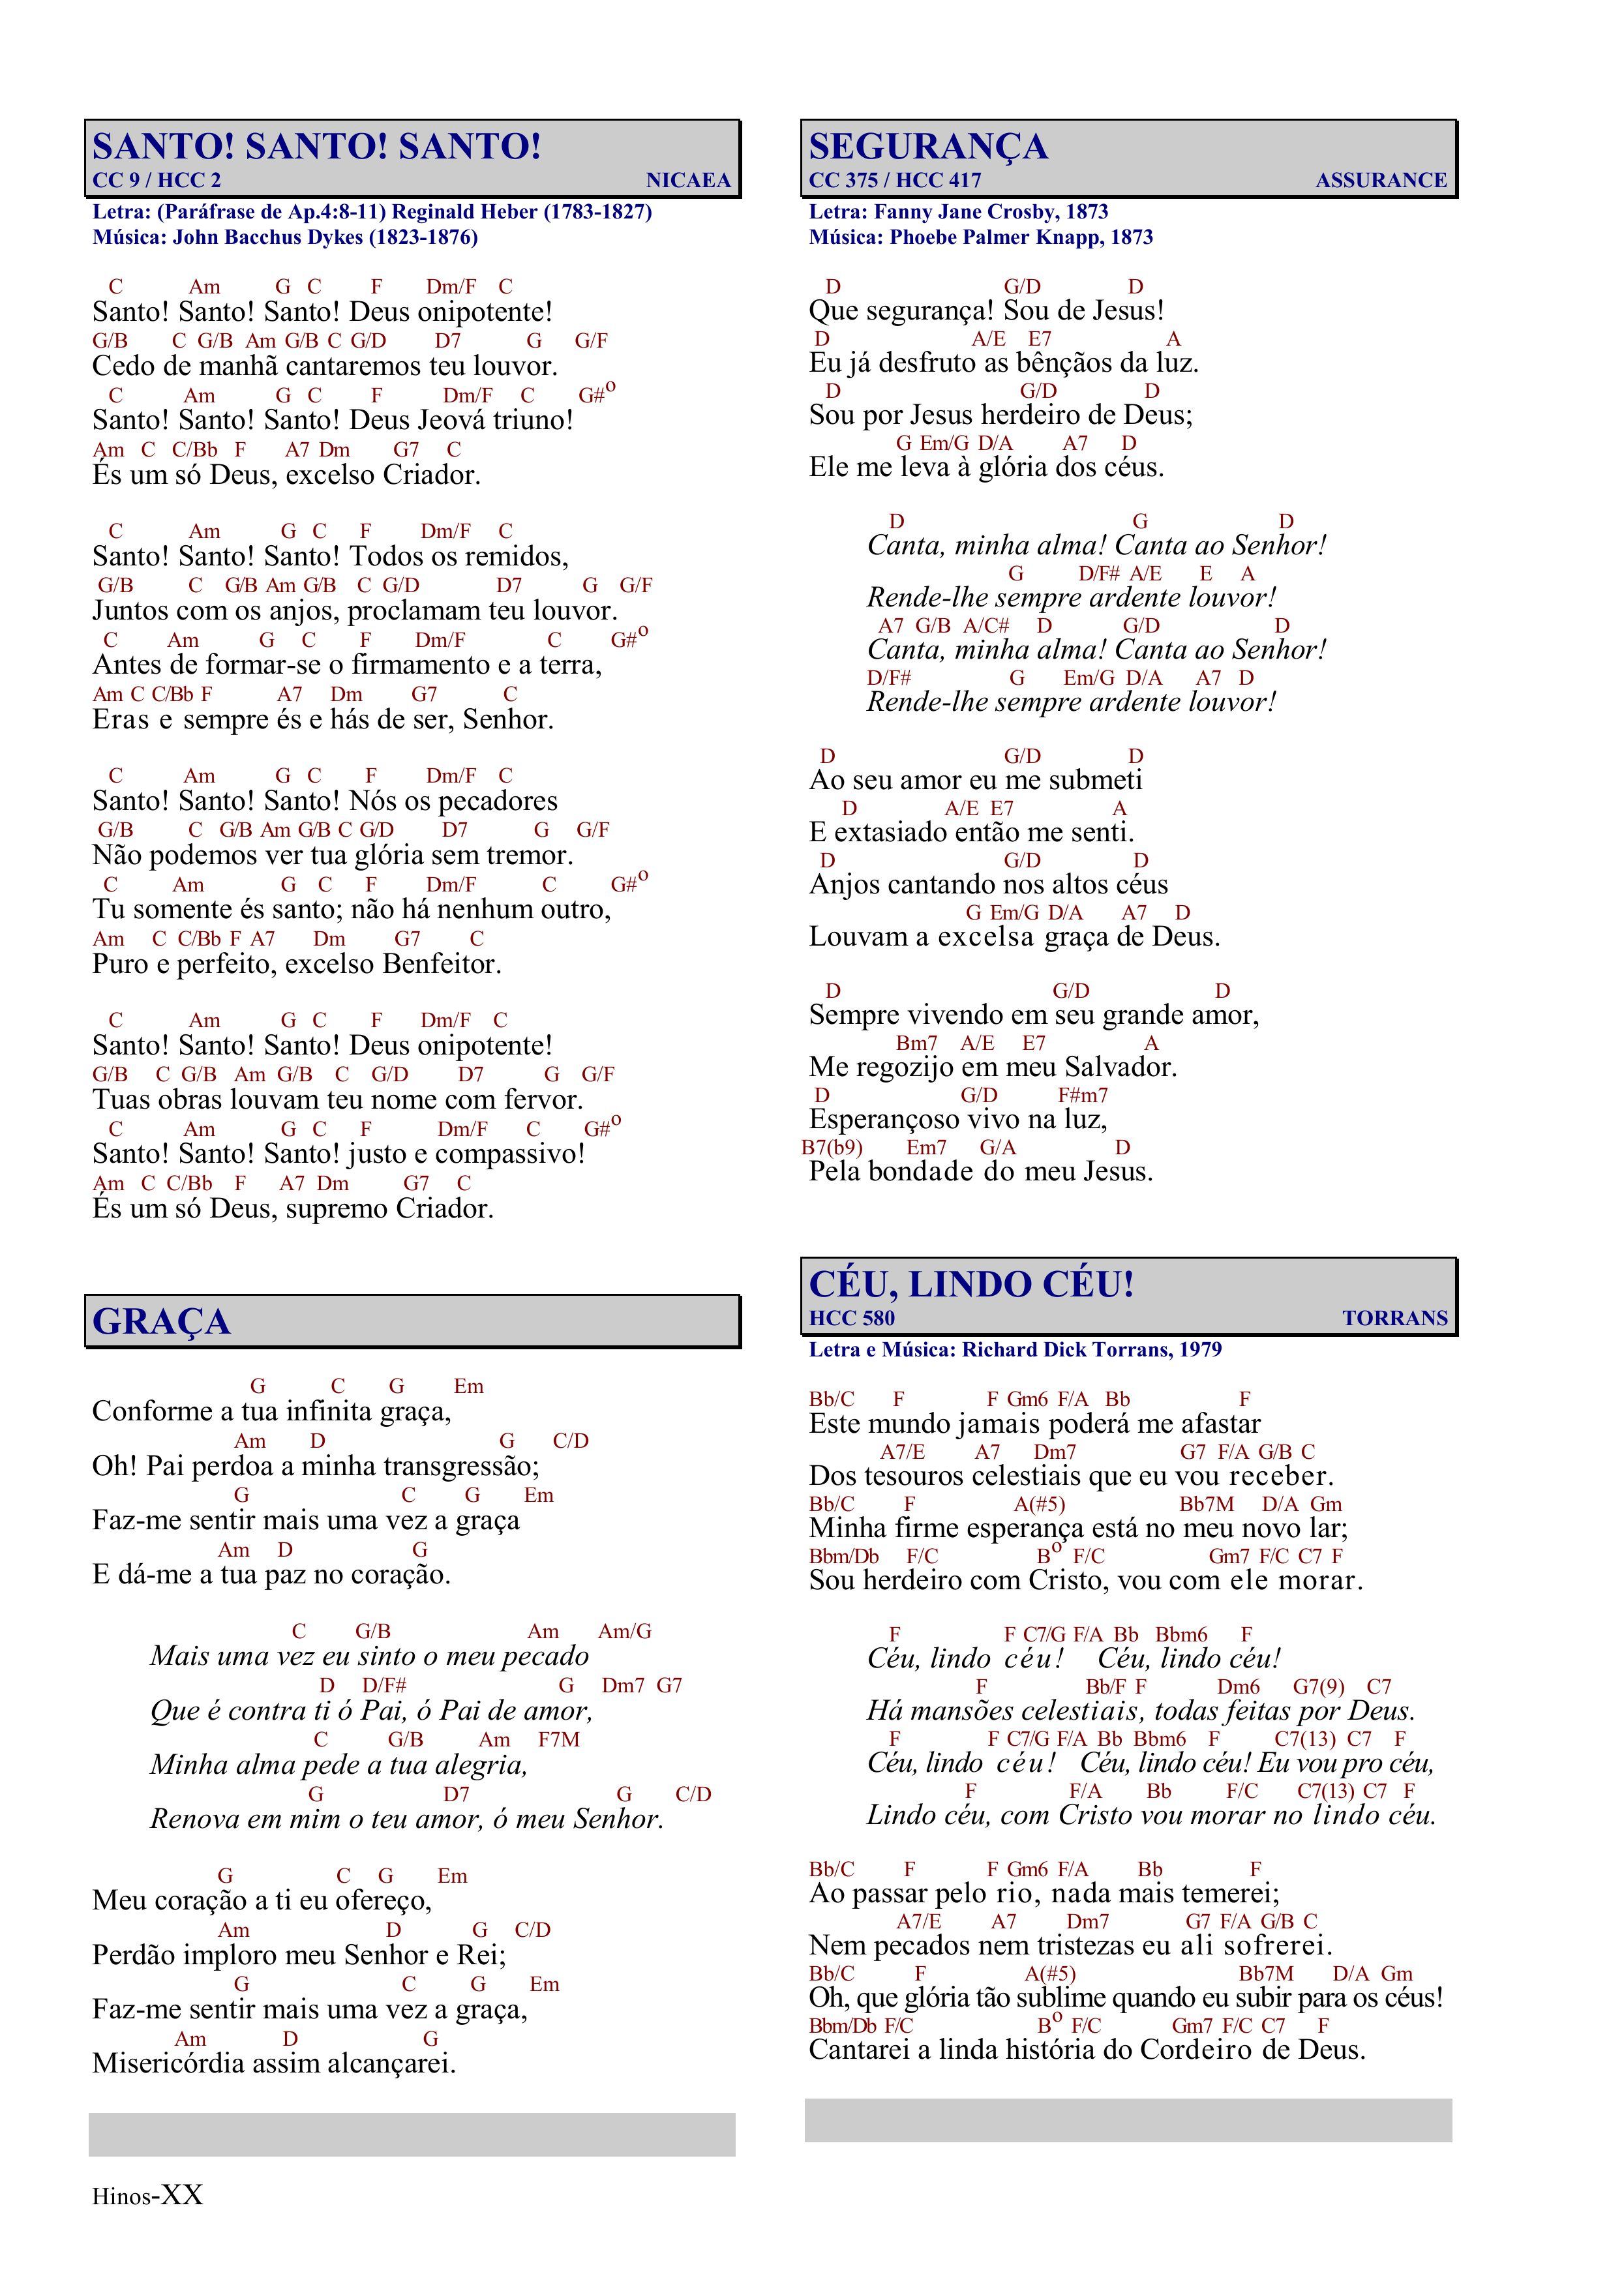 SANTO! SANTO! SANTO!
CC 9 / HCC 2 NICAEA
Letra: (Paráfrase de Ap.4:8-11) Reginald Heber (1783-1827)
Música: John Bacchus Dykes (1823-1876)
C Am G C F Dm/F C
Santo! Santo! Santo! Deus onipotente!
G/B C G/B Am G/B C G/D D7 G G/F
Cedo de manhã cantaremos teu louvor.
C Am G C F Dm/F C G#º
Santo! Santo! Santo! Deus Jeová triuno!
Am C C/Bb F A7 Dm G7 C
És um só Deus, excelso Criador.
C Am G C F Dm/F C
Santo! Santo! Santo! Todos os remidos,
G/B C G/B Am G/B C G/D D7 G G/F
Juntos com os anjos, proclamam teu louvor.
C Am G C F Dm/F C G#º
Antes de formar-se o firmamento e a terra,
Am C C/Bb F A7 Dm G7 C
Eras e sempre és e hás de ser, Senhor.
C Am G C F Dm/F C
Santo! Santo! Santo! Nós os pecadores
G/B C G/B Am G/B C G/D D7 G G/F
Não podemos ver tua glória sem tremor.
C Am G C F Dm/F C G#º
Tu somente és santo; não há nenhum outro,
Am C C/Bb F A7 Dm G7 C
Puro e perfeito, excelso Benfeitor.
C Am G C F Dm/F C
Santo! Santo! Santo! Deus onipotente!
G/B C G/B Am G/B C G/D D7 G G/F
Tuas obras louvam teu nome com fervor.
C Am G C F Dm/F C G#º
Santo! Santo! Santo! justo e compassivo!
Am C C/Bb F A7 Dm G7 C
És um só Deus, supremo Criador.
GRAÇA
G C G Em
Conforme a tua infinita graça,
Am D G C/D
Oh! Pai perdoa a minha transgressão;
G C G Em
Faz-me sentir mais uma vez a graça
Am D G
E dá-me a tua paz no coração.
C G/B Am Am/G
Mais uma vez eu sinto o meu pecado
D D/F# G Dm7 G7
Que é contra ti ó Pai, ó Pai de amor,
C G/B Am F7M
Minha alma pede a tua alegria,
G D7 G C/D
Renova em mim o teu amor, ó meu Senhor.
G C G Em
Meu coração a ti eu ofereço,
Am D G C/D
Perdão imploro meu Senhor e Rei;
G C G Em
Faz-me sentir mais uma vez a graça,
Am D G
Misericórdia assim alcançarei.
SEGURANÇA
CC 375 / HCC 417 ASSURANCE
Letra: Fanny Jane Crosby, 1873
Música: Phoebe Palmer Knapp, 1873
D G/D D
Que segurança! Sou de Jesus!
D A/E E7 A
Eu já desfruto as bênçãos da luz.
D G/D D
Sou por Jesus herdeiro de Deus;
G Em/G D/A A7 D
Ele me leva à glória dos céus.
D G D
Canta, minha alma! Canta ao Senhor!
G D/F# A/E E A
Rende-lhe sempre ardente louvor!
A7 G/B A/C# D G/D D
Canta, minha alma! Canta ao Senhor!
D/F# G Em/G D/A A7 D
Rende-lhe sempre ardente louvor!
D G/D D
Ao seu amor eu me submeti
D A/E E7 A
E extasiado então me senti.
D G/D D
Anjos cantando nos altos céus
G Em/G D/A A7 D
Louvam a excelsa graça de Deus.
D G/D D
Sempre vivendo em seu grande amor,
Bm7 A/E E7 A
Me regozijo em meu Salvador.
D G/D F#m7
Esperançoso vivo na luz,
B7(b9) Em7 G/A D
Pela bondade do meu Jesus.
CÉU, LINDO CÉU!
HCC 580 TORRANS
Letra e Música: Richard Dick Torrans, 1979
Bb/C F F Gm6 F/A Bb F
Este mundo jamais poderá me afastar
A7/E A7 Dm7 G7 F/A G/B C
Dos tesouros celestiais que eu vou receber.
Bb/C F A(#5) Bb7M D/A Gm
Minha firme esperança está no meu novo lar;
Bbm/Db F/C Bº F/C Gm7 F/C C7 F
Sou herdeiro com Cristo, vou com ele morar.
F F C7/G F/A Bb Bbm6 F
Céu, lindo céu! Céu, lindo céu!
F Bb/F F Dm6 G7(9) C7
Há mansões celestiais, todas feitas por Deus.
F F C7/G F/A Bb Bbm6 F C7(13) C7 F
Céu, lindo céu! Céu, lindo céu! Eu vou pro céu,
F F/A Bb F/C C7(13) C7 F
Lindo céu, com Cristo vou morar no lindo céu.
Bb/C F F Gm6 F/A Bb F
Ao passar pelo rio, nada mais temerei;
A7/E A7 Dm7 G7 F/A G/B C
Nem pecados nem tristezas eu ali sofrerei.
Bb/C F A(#5) Bb7M D/A Gm
Oh, que glória tão sublime quando eu subir para os céus!
Bbm/Db F/C Bº F/C Gm7 F/C C7 F
Cantarei a linda história do Cordeiro de Deus.
Hinos-XX